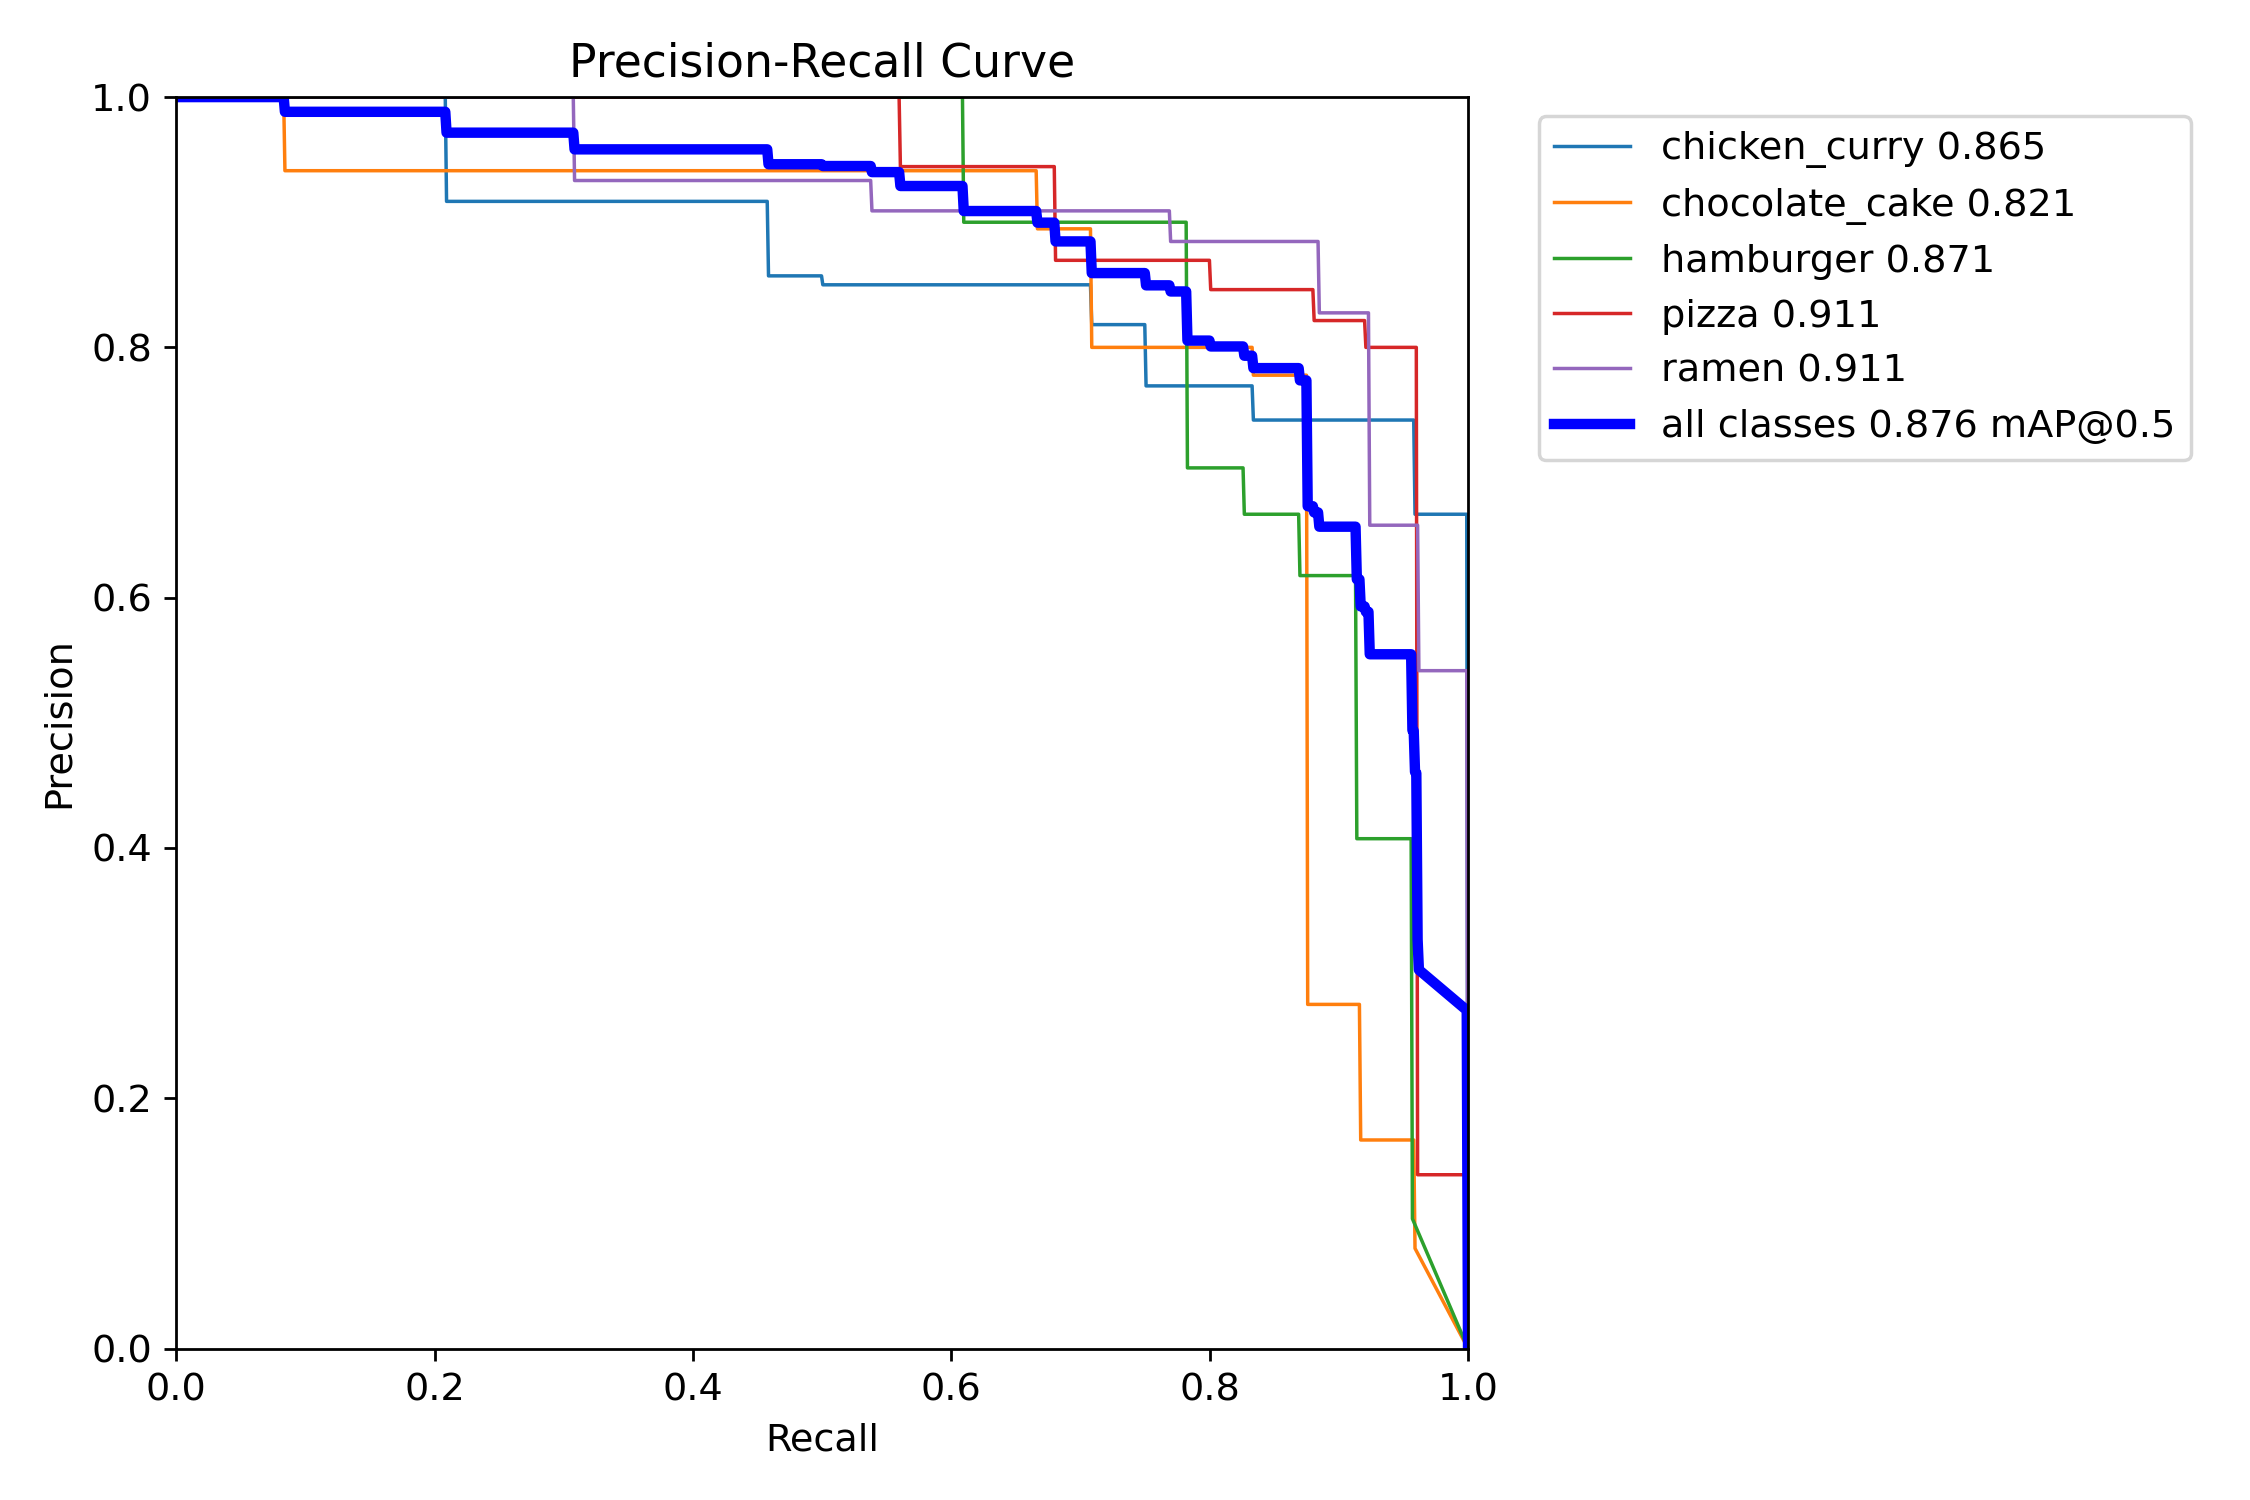 Precision-Recall Curve
1.0
0.8
0.6
0.4
0.2
0.0
Precision
0.0 0.2 0.4 0.6 0.8 1.0
Recall
chicken_curry 0.865
chocolate_cake 0.821
hamburger 0.871
pizza 0.911
ramen 0.911
all classes 0.876 mAP@0.5